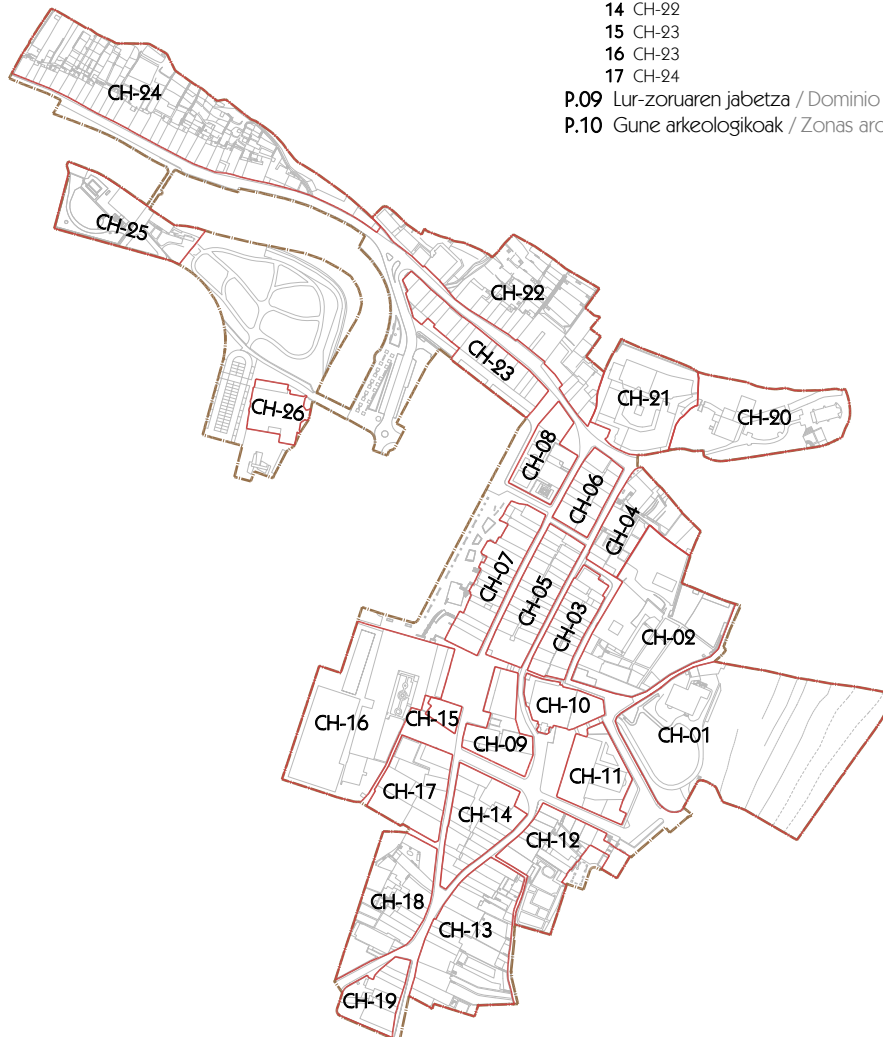 14 CH-22
15 CH-23
16 CH-23
17 CH-24
P.09 Lur-zoruaren jabetza / Dominio
P.10 Gune arkeologikoak / Zonas arc
CH-24
CH-25
CH-22
CH-23
CH-21
CH-20
CH-26
CH-08
CH-06
CH-04
CH-07
CH-05
CH-03
CH-02
CH-10
CH-15
CH-16
CH-01
CH-09
CH-11
CH-17
CH-14
CH-12
CH-18
CH-13
CH-19